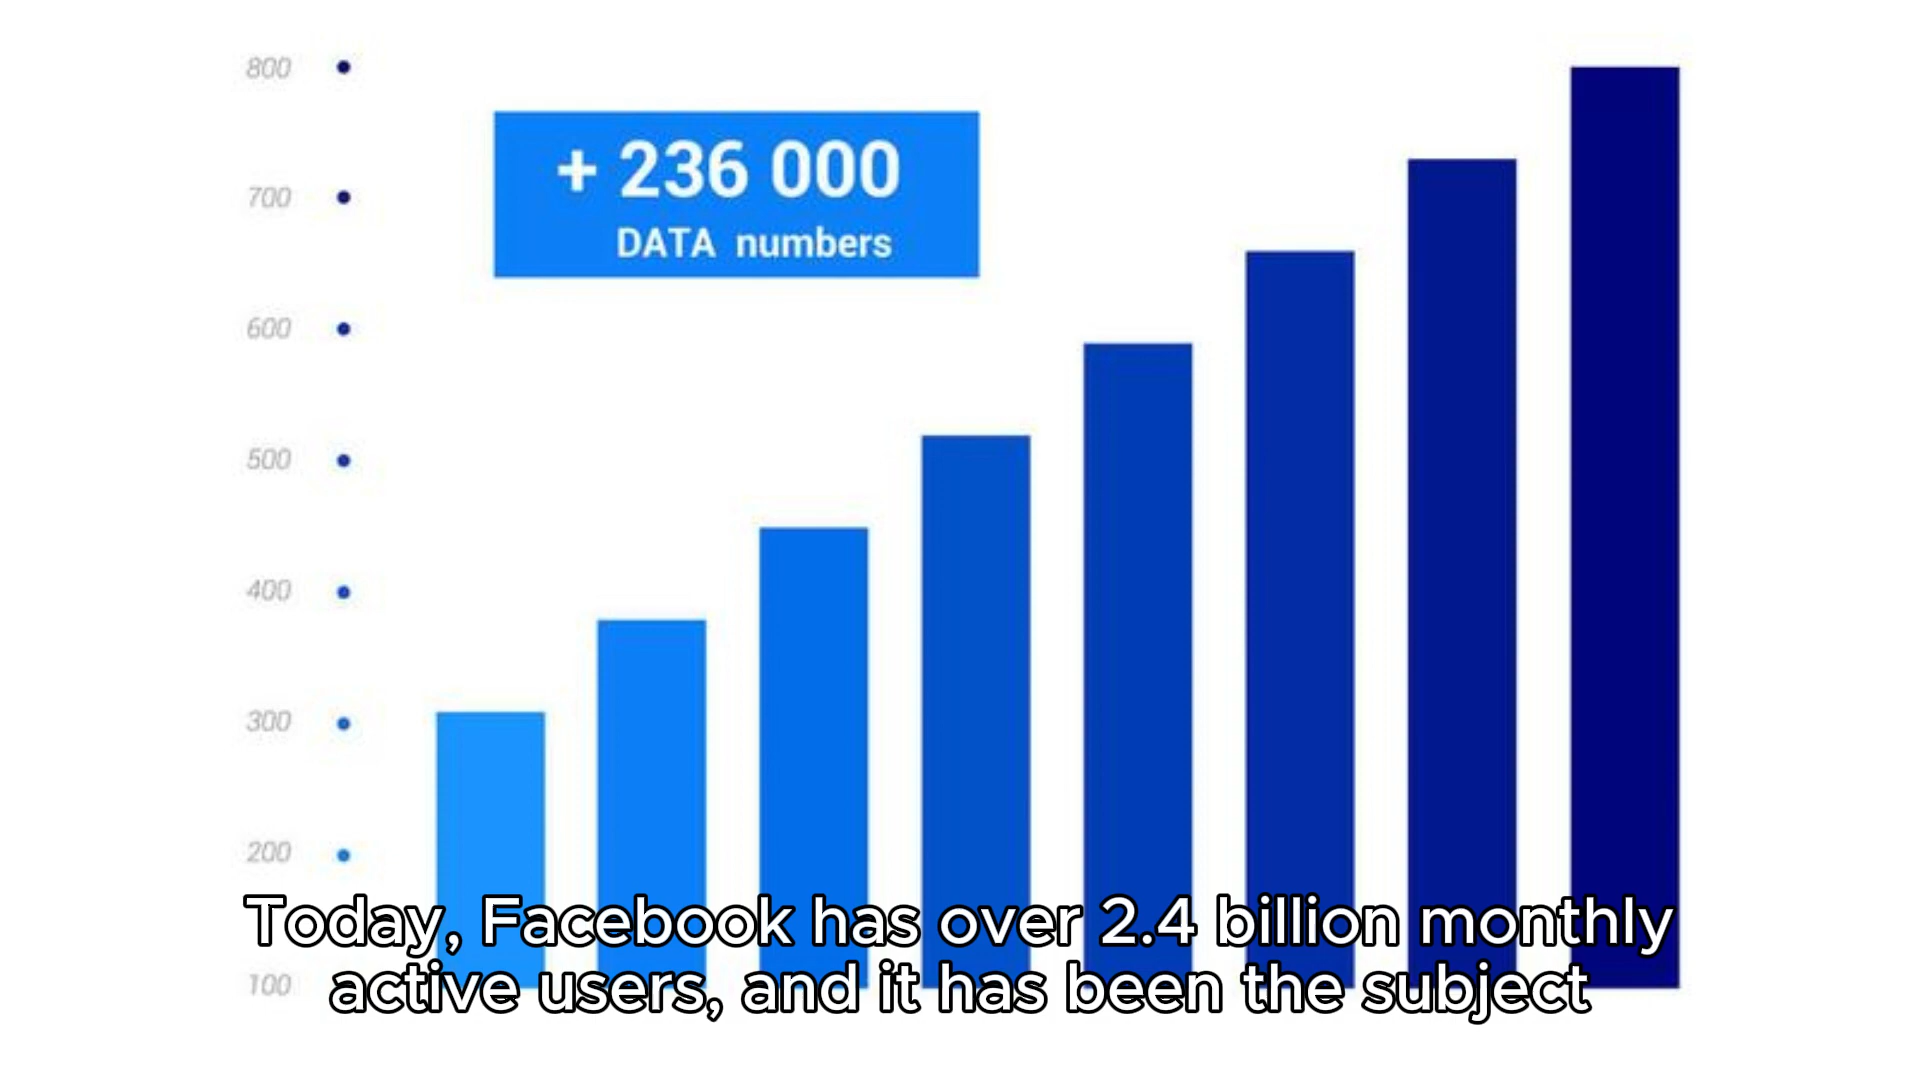 800
+ 236 000
DATA numbers
700
600
500
400
300
200
100
Today, Facebook has over 2.4 billion monthly
active users, and it has been the subject